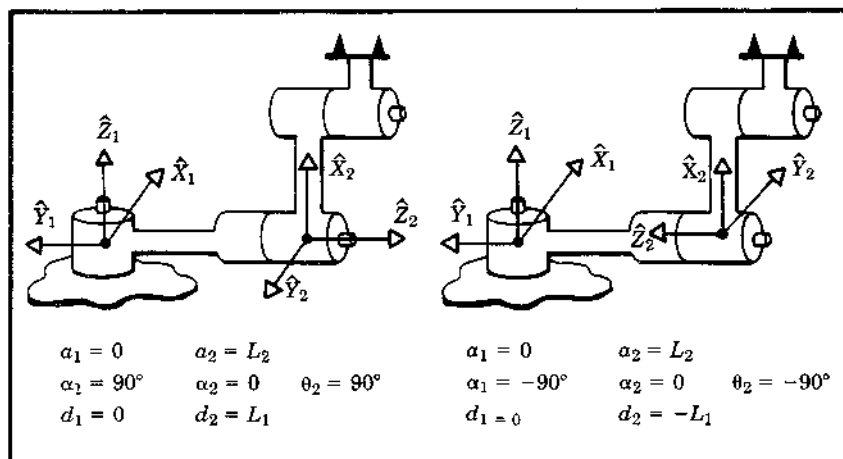 Ẑ₁
X̂₁
Ŷ₁
X̂₂
Ẑ₂
Ŷ₂
a₁ = 0 a₂ = L₂
α₁ = 90° α₂ = 0 θ₂ = 90°
d₁ = 0 d₂ = L₁
Ẑ₁
X̂₁
Ŷ₁
X̂₂
Ŷ₂
Ẑ₂
a₁ = 0 a₂ = L₂
α₁ = −90° α₂ = 0 θ₂ = −90°
d₁ = 0 d₂ = −L₁